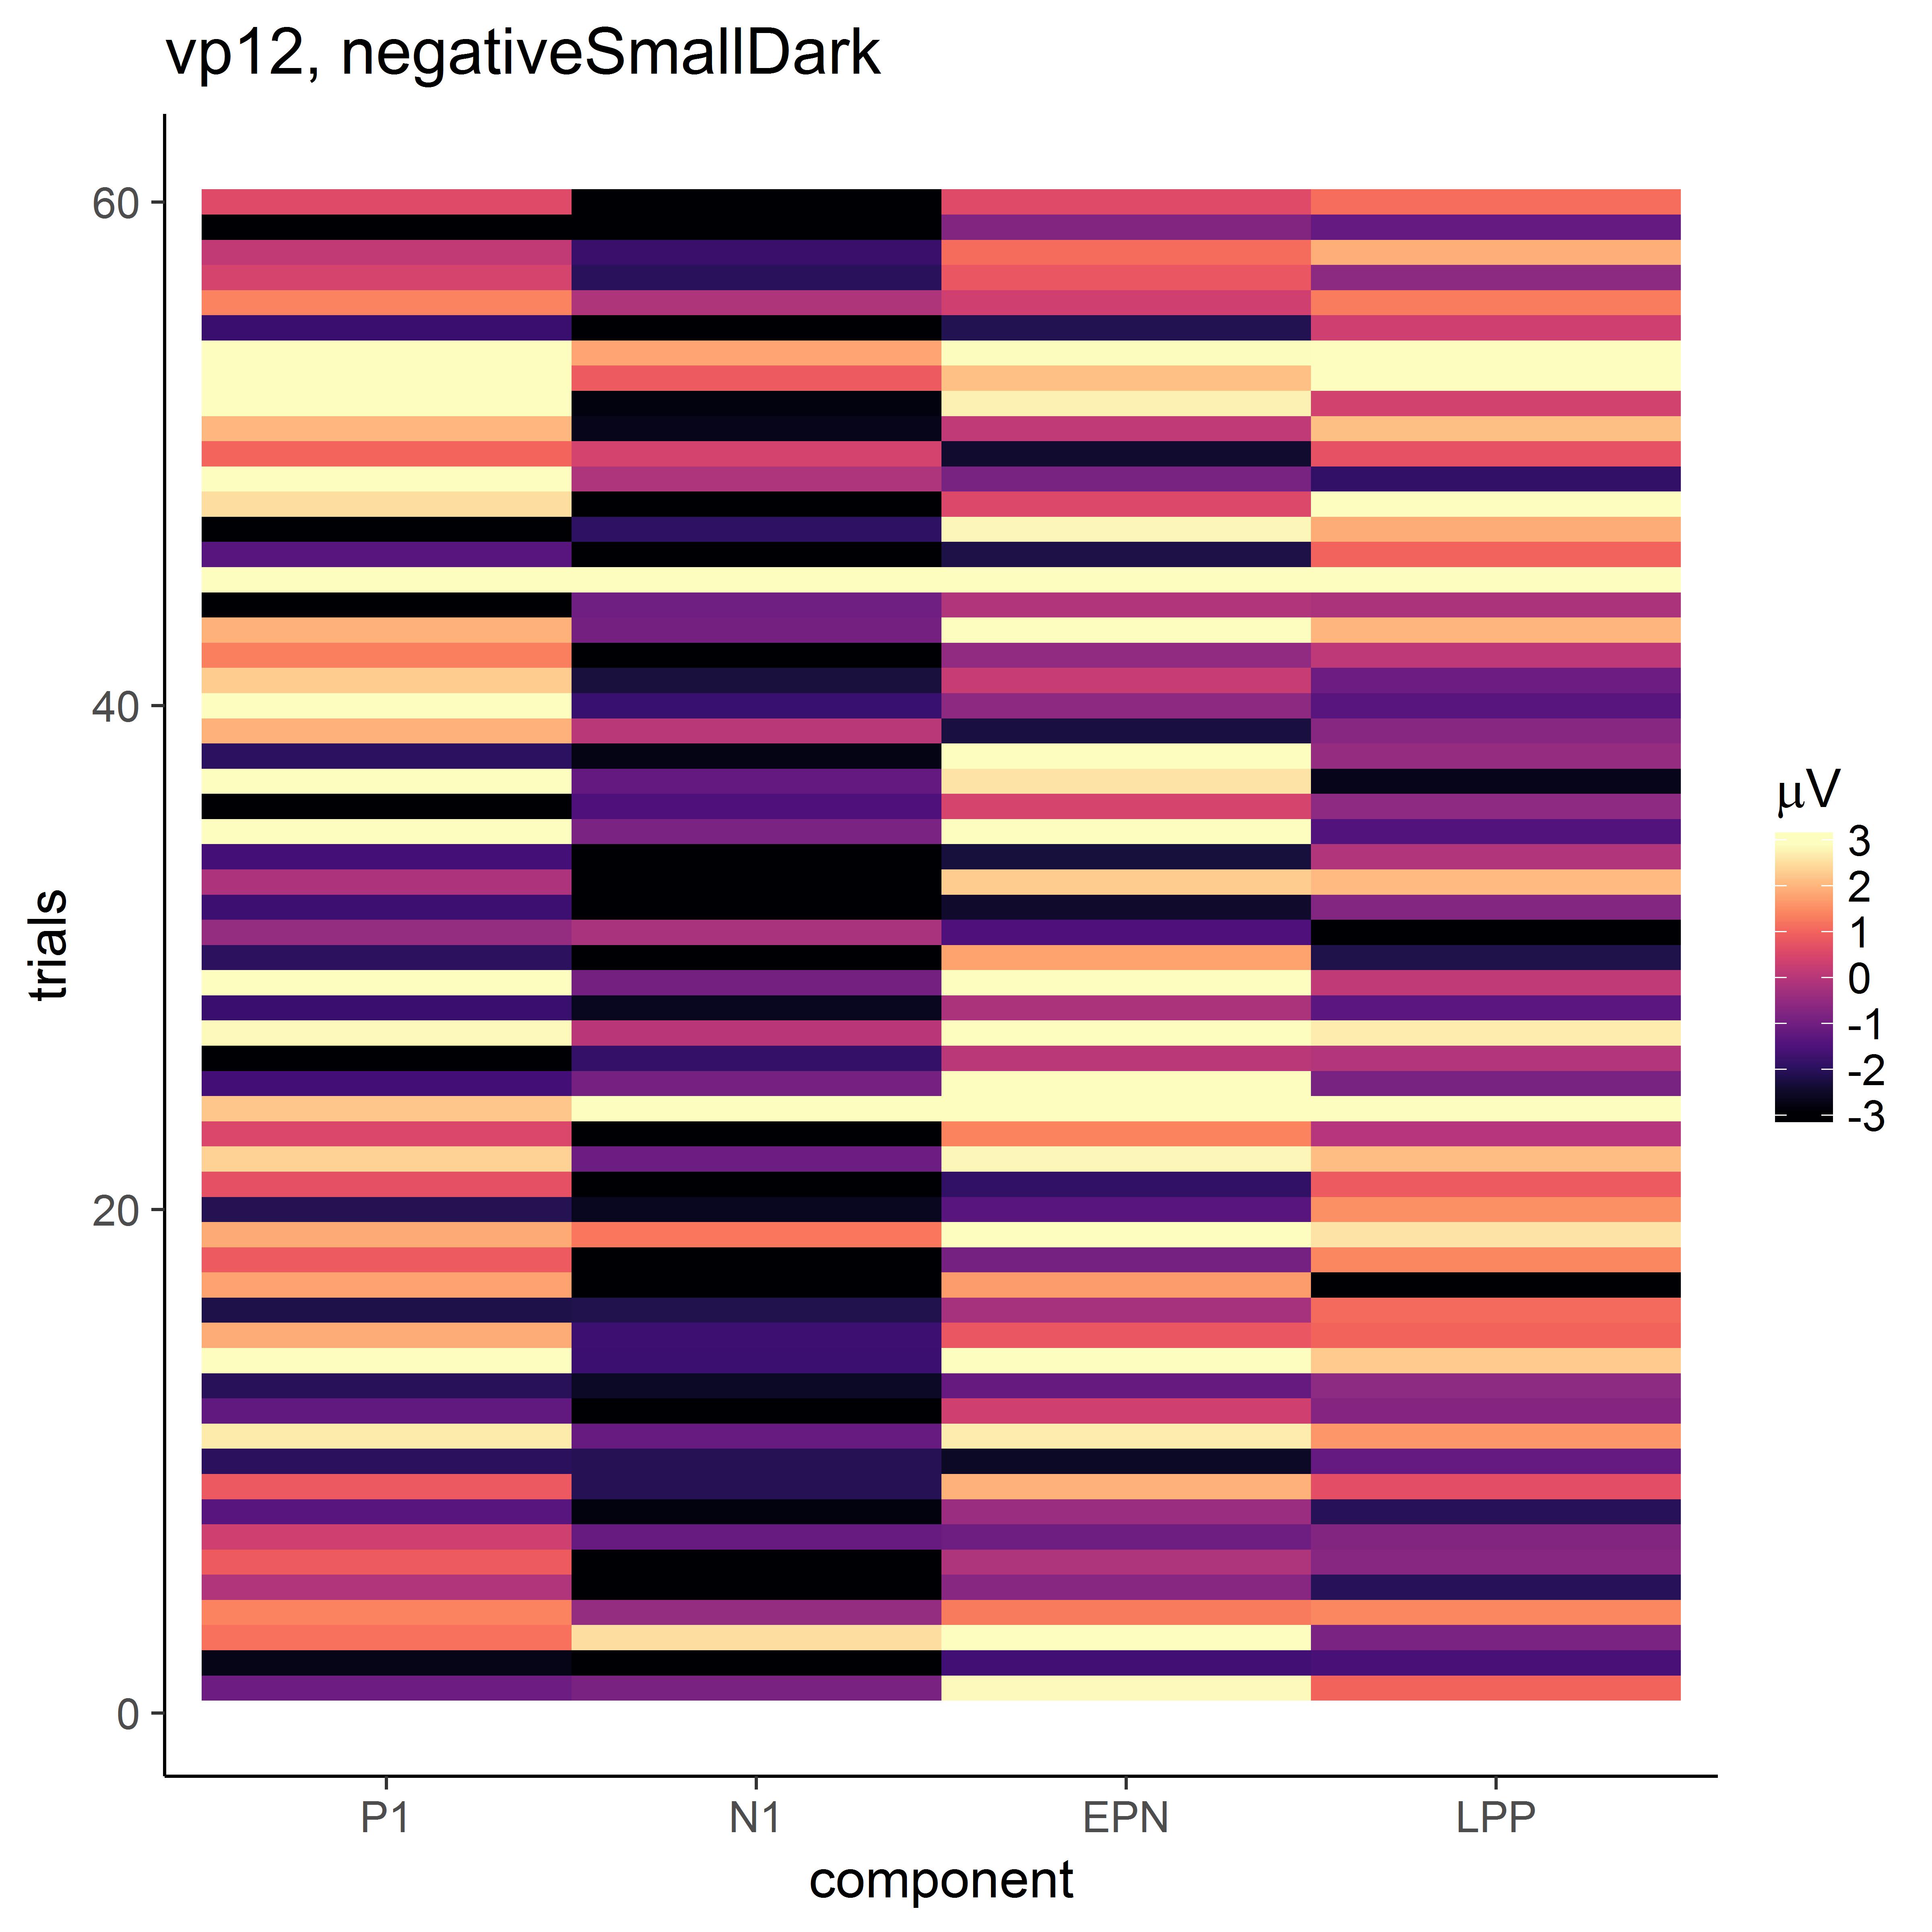 vp12, negativeSmallDark
60
40
20
0
trials
P1 N1 EPN LPP
component
μV
3
2
1
0
-1
-2
-3